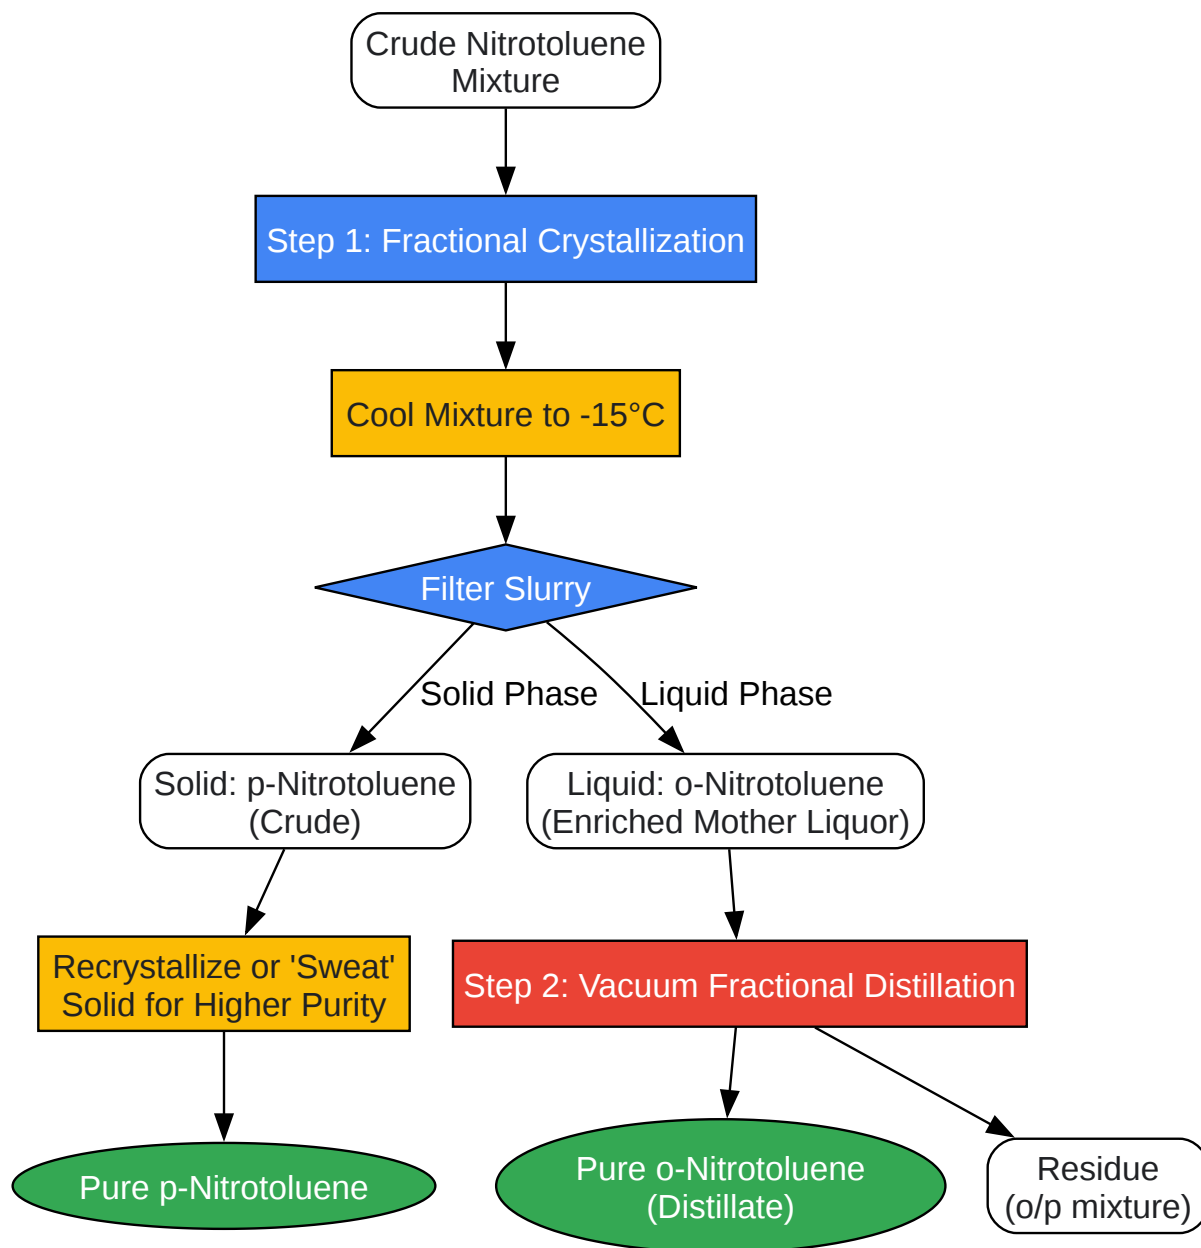 Crude Nitrotoluene
Mixture
Step 1: Fractional Crystallization
Cool Mixture to -15°C
Filter Slurry
Solid Phase
Liquid Phase
Solid: p-Nitrotoluene
(Crude)
Liquid: o-Nitrotoluene
(Enriched Mother Liquor)
Recrystallize or 'Sweat'
Solid for Higher Purity
Step 2: Vacuum Fractional Distillation
Pure p-Nitrotoluene
Pure o-Nitrotoluene
(Distillate)
Residue
(o/p mixture)